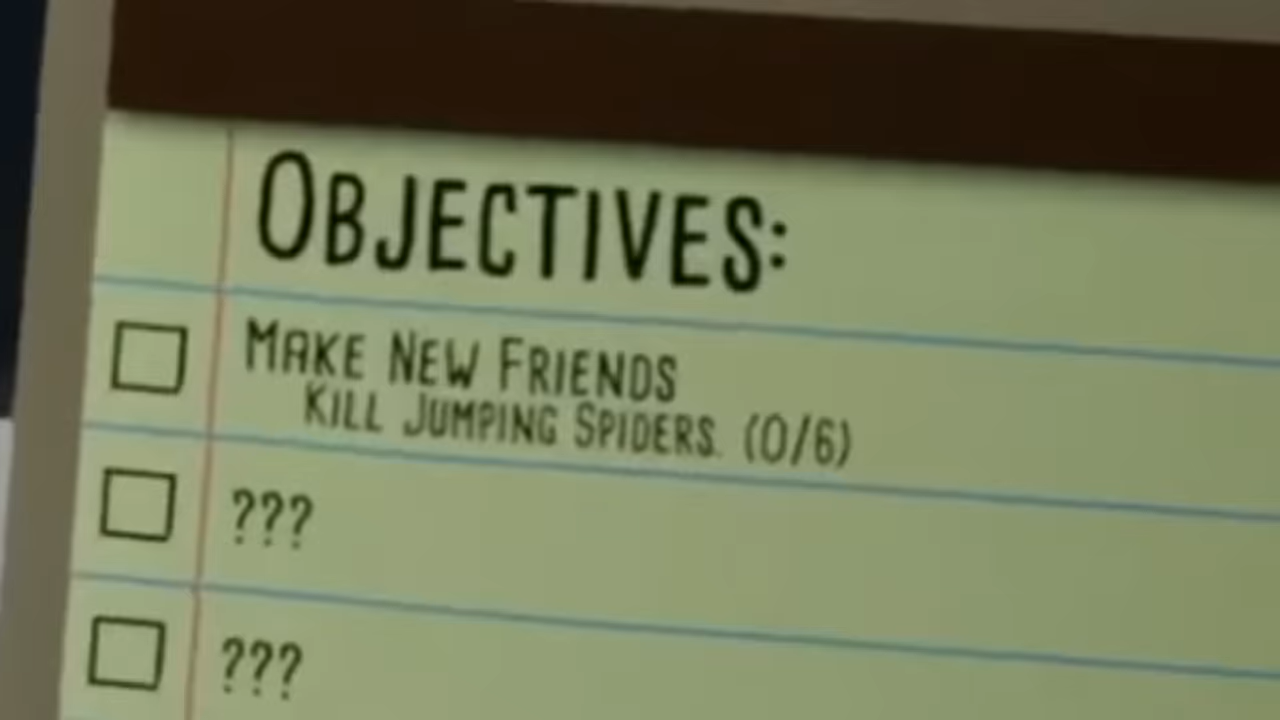 OBJECTIVES:
MAKE NEW FRIENDS
KILL JUMPING SPIDERS. (0/6)
???
???